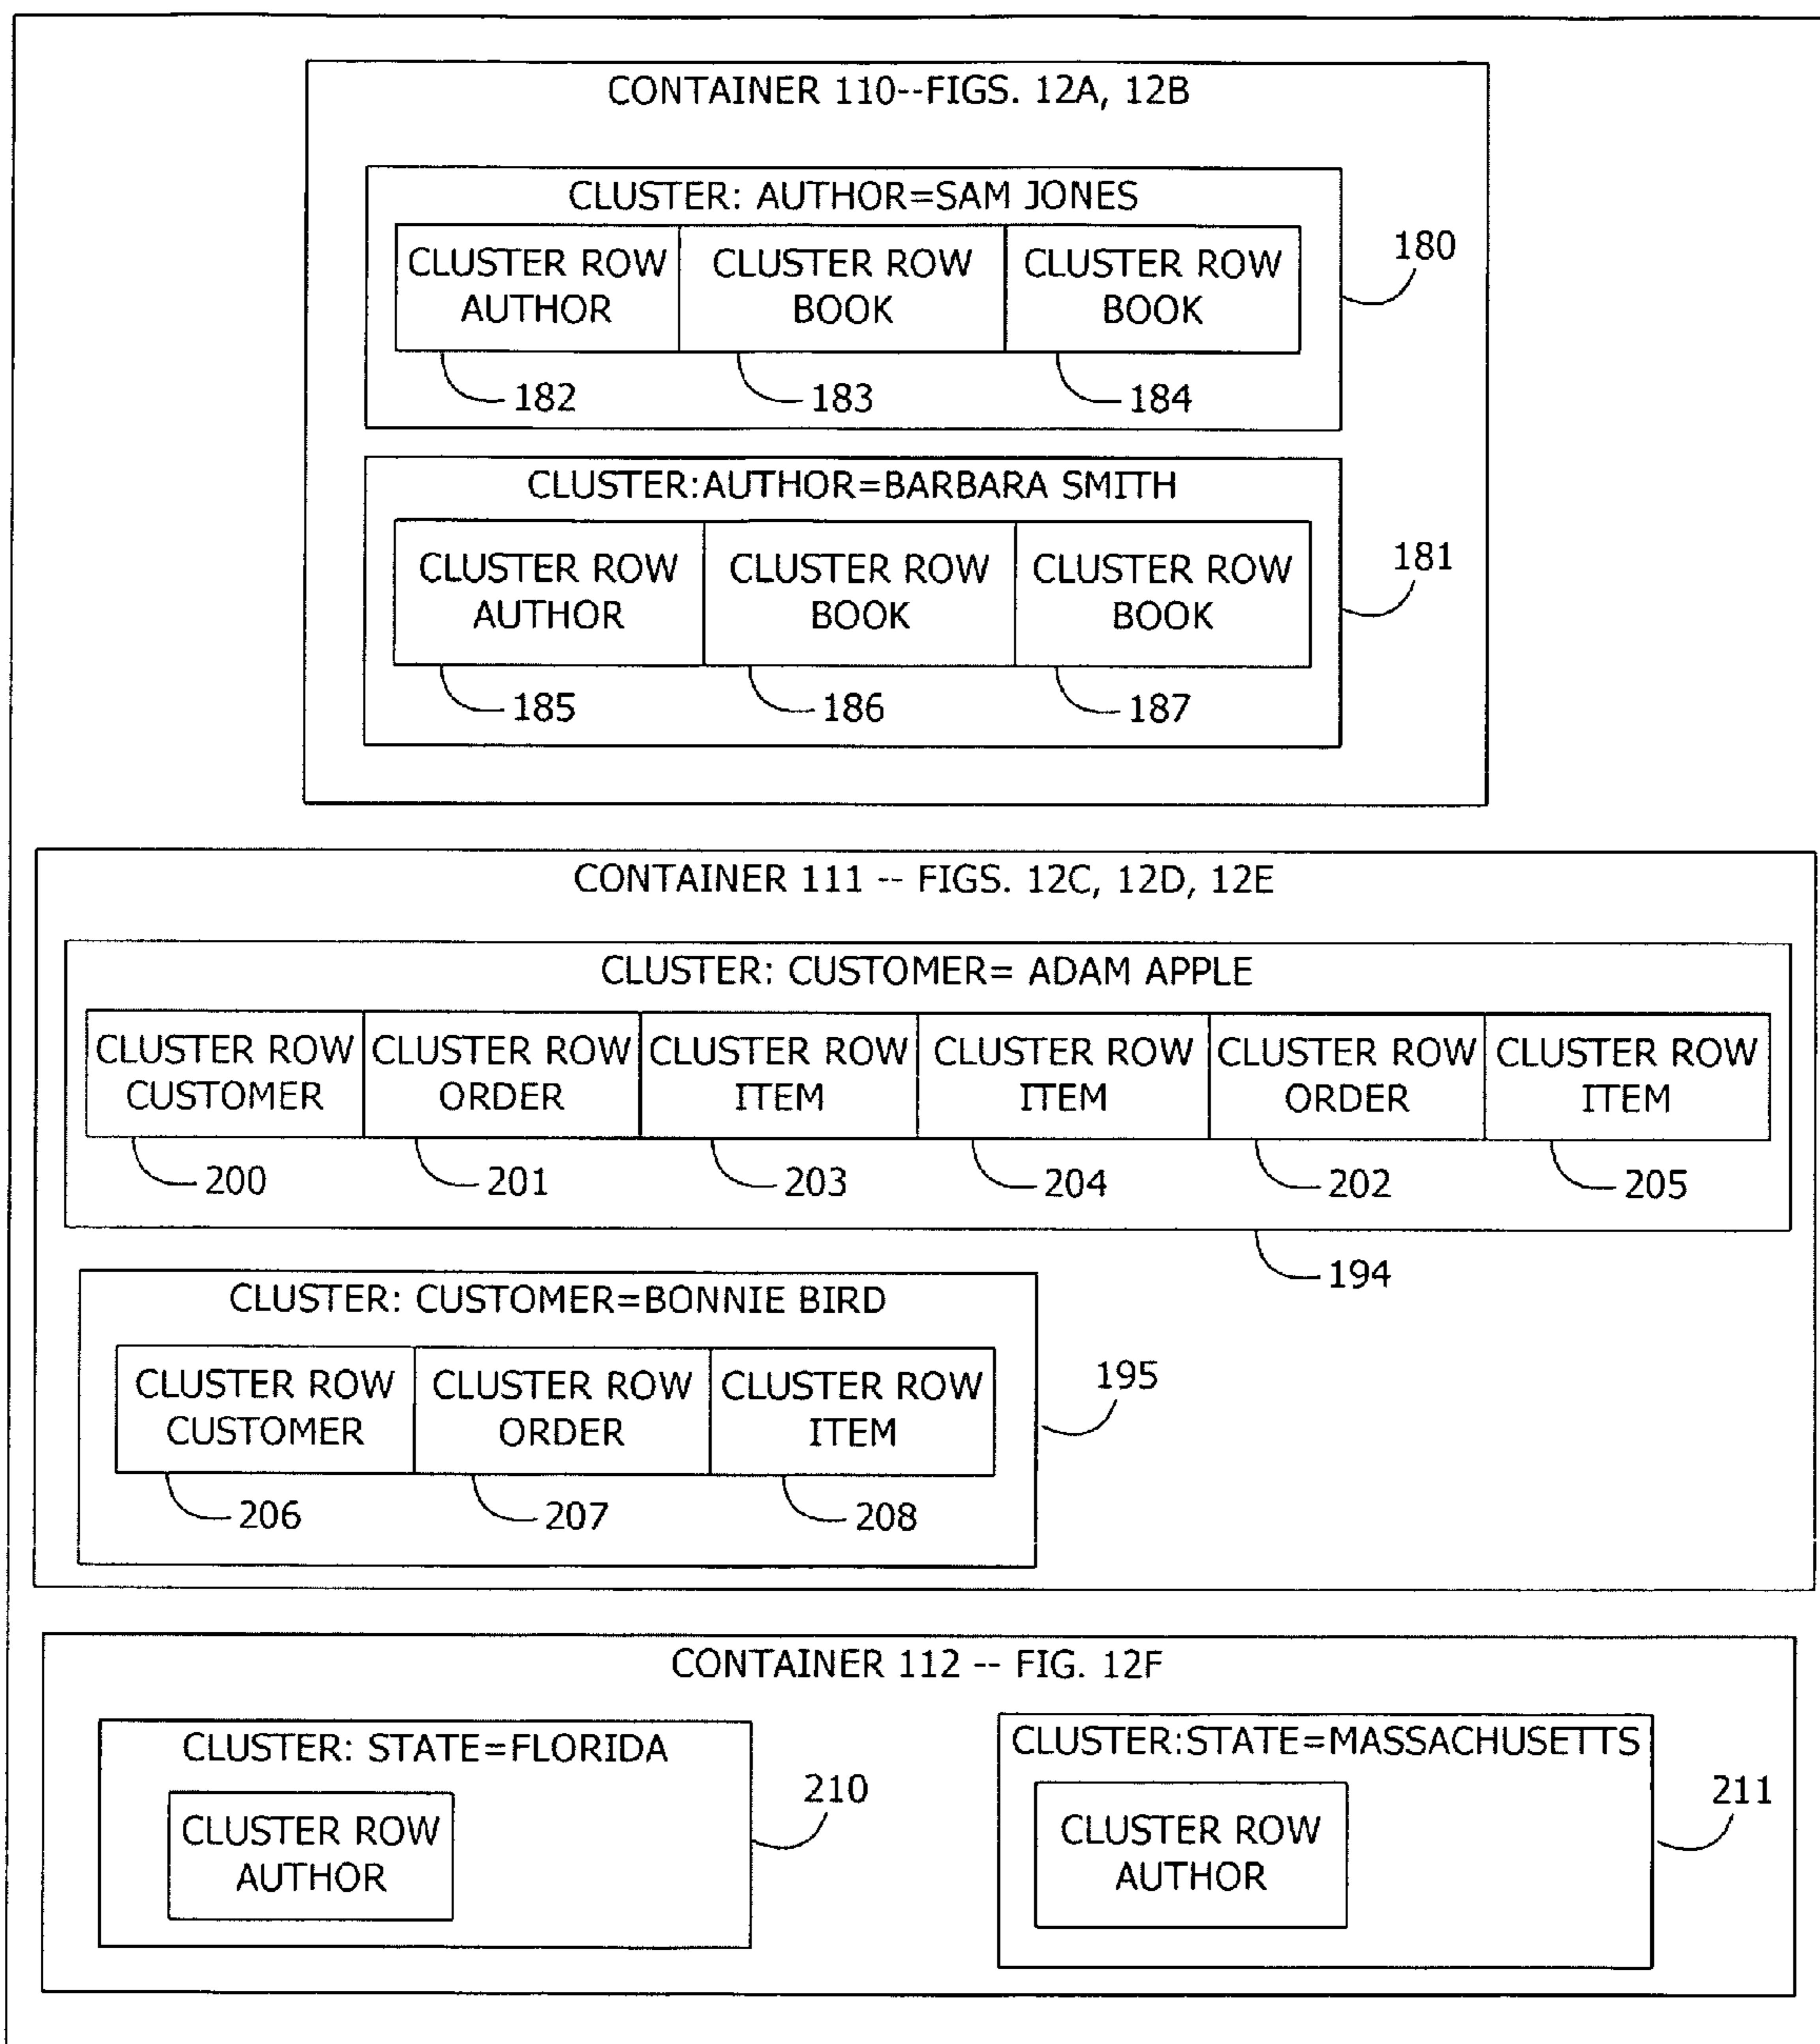 CONTAINER 110--FIGS. 12A, 12B
CLUSTER: AUTHOR=SAM JONES
CLUSTER ROW AUTHOR
CLUSTER ROW BOOK
CLUSTER ROW BOOK
180
182
183
184
CLUSTER:AUTHOR=BARBARA SMITH
CLUSTER ROW AUTHOR
CLUSTER ROW BOOK
CLUSTER ROW BOOK
181
185
186
187
CONTAINER 111 -- FIGS. 12C, 12D, 12E
CLUSTER: CUSTOMER= ADAM APPLE
CLUSTER ROW CUSTOMER
CLUSTER ROW ORDER
CLUSTER ROW ITEM
CLUSTER ROW ITEM
CLUSTER ROW ORDER
CLUSTER ROW ITEM
200
201
203
204
202
205
194
CLUSTER: CUSTOMER=BONNIE BIRD
CLUSTER ROW CUSTOMER
CLUSTER ROW ORDER
CLUSTER ROW ITEM
195
206
207
208
CONTAINER 112 -- FIG. 12F
CLUSTER: STATE=FLORIDA
CLUSTER ROW AUTHOR
210
CLUSTER:STATE=MASSACHUSETTS
CLUSTER ROW AUTHOR
211